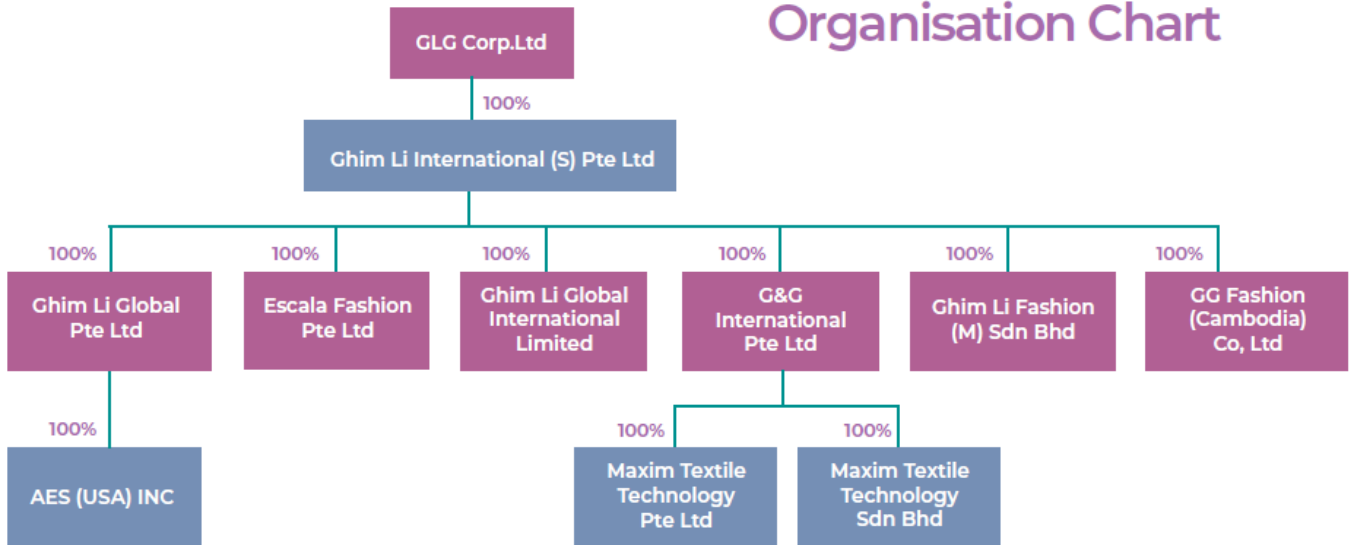 Organisation Chart
GLG Corp.Ltd
100%
Ghim Li International (S) Pte Ltd
100%
100%
100%
100%
100%
100%
Ghim Li Global
Pte Ltd
Escala Fashion
Pte Ltd
Ghim Li Global
International
Limited
G&G
International
Pte Ltd
Ghim Li Fashion
(M) Sdn Bhd
GG Fashion
(Cambodia)
Co, Ltd
100%
100%
100%
AES (USA) INC
Maxim Textile
Technology
Pte Ltd
Maxim Textile
Technology
Sdn Bhd